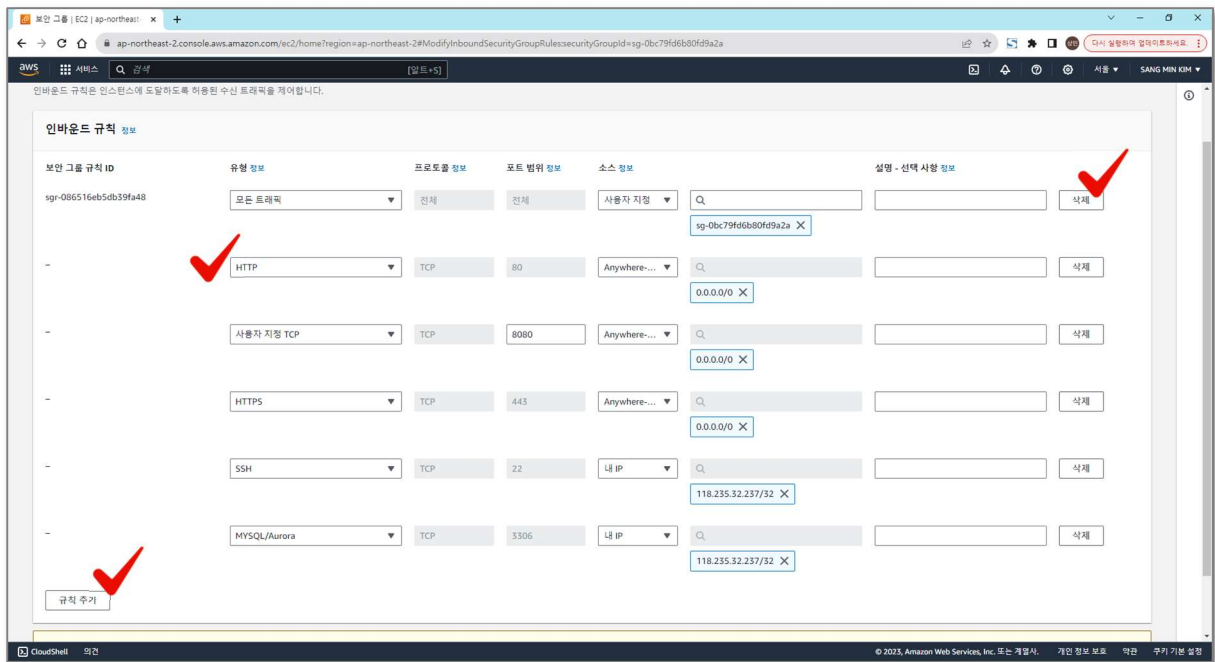 보안 그룹 | EC2 | ap-northeast-
ap-northeast-2.console.aws.amazon.com/ec2/home?region=ap-northeast-2#ModifyInboundSecurityGroupRules:securityGroupId=sg-0bc79fd6b80fd9a2a
상민 다시 실행하여 업데이트하세요.
aws 서비스 검색 [알트+S] 서울 SANG MIN KIM
인바운드 규칙은 인스턴스에 도달하도록 허용된 수신 트래픽을 제어합니다.
인바운드 규칙 정보
보안 그룹 규칙 ID 유형 정보 프로토콜 정보 포트 범위 정보 소스 정보 설명 - 선택 사항 정보
sgr-086516eb5db39fa48 모든 트래픽 전체 전체 사용자 지정 삭제
sg-0bc79fd6b80fd9a2a
- HTTP TCP 80 Anywhere-... 삭제
0.0.0.0/0
- 사용자 지정 TCP TCP 8080 Anywhere-... 삭제
0.0.0.0/0
- HTTPS TCP 443 Anywhere-... 삭제
0.0.0.0/0
- SSH TCP 22 내 IP 삭제
118.235.32.237/32
- MYSQL/Aurora TCP 3306 내 IP 삭제
118.235.32.237/32
규칙 추가
CloudShell 의견 © 2023, Amazon Web Services, Inc. 또는 계열사. 개인 정보 보호 약관 쿠키 기본 설정